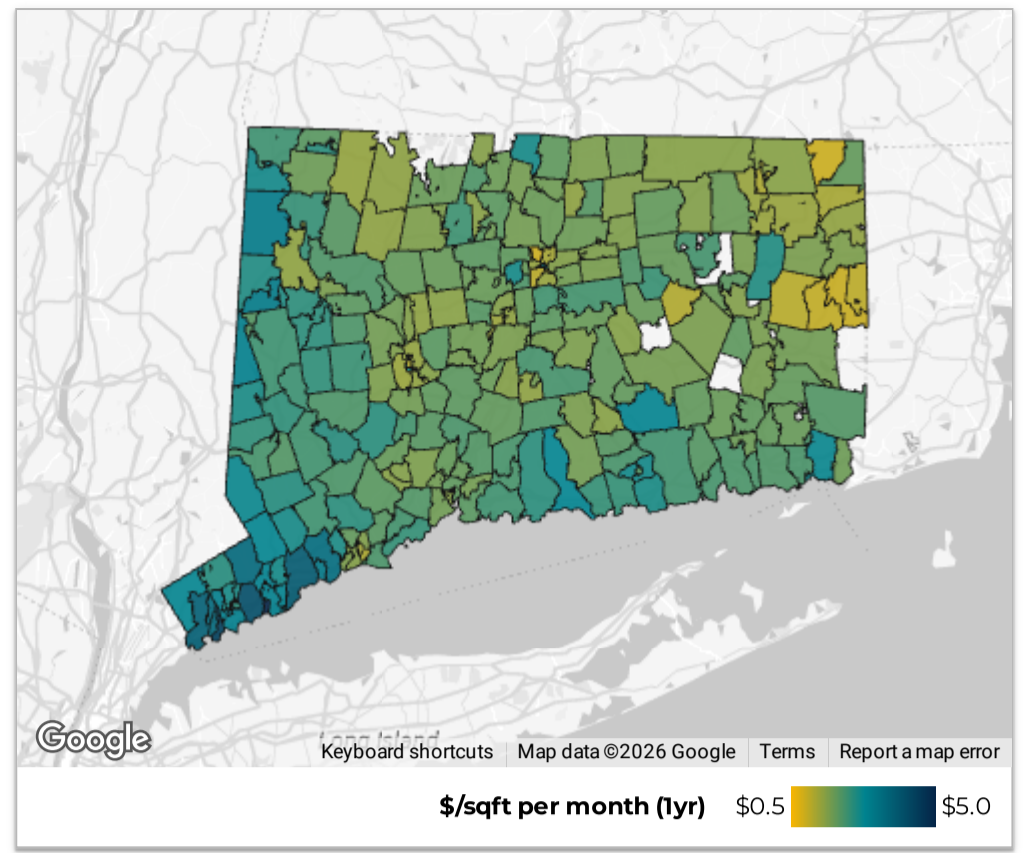 Long Island
Google
Keyboard shortcuts
Map data ©2026 Google
Terms
Report a map error
$/sqft per month (1yr)
$0.5
$5.0